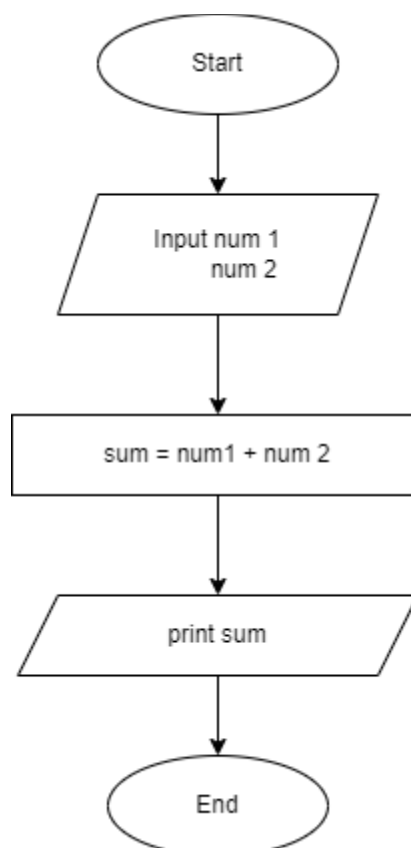 Start
Input num 1
num 2
sum = num1 + num 2
print sum
End